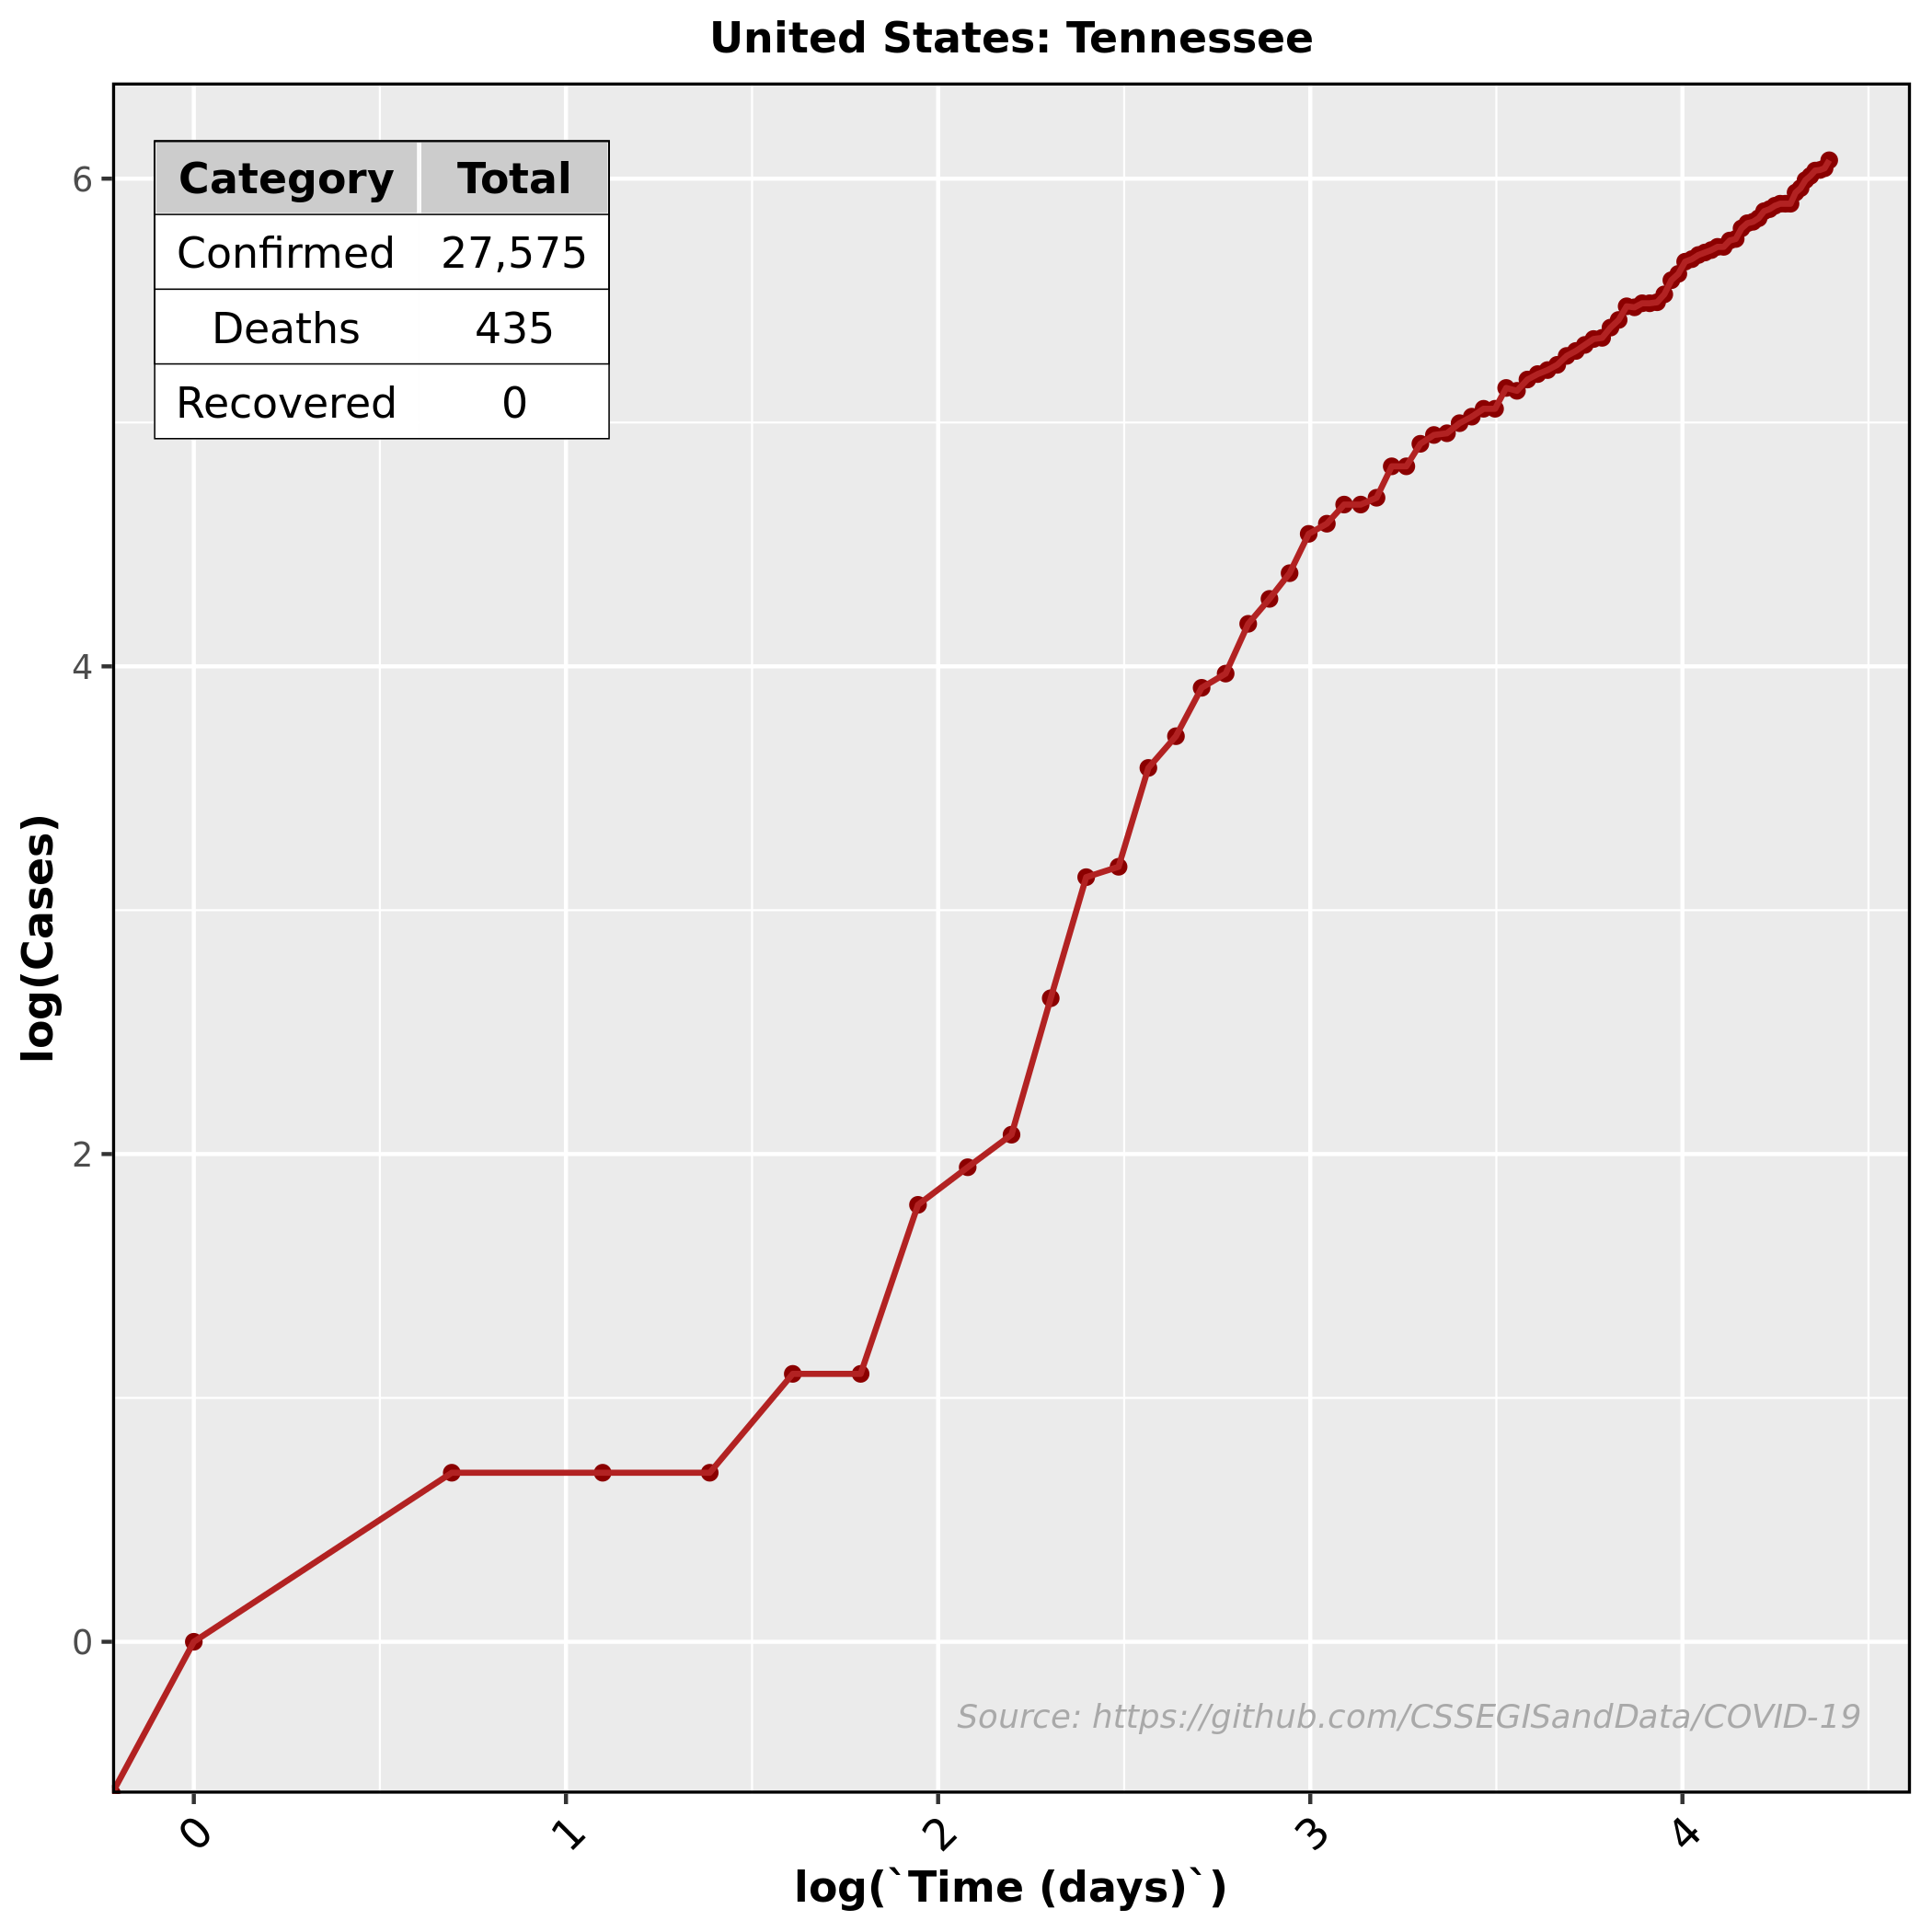 United States: Tennessee
Category Total
Confirmed 27,575
Deaths 435
Recovered 0
6
4
2
0
log(Cases)
Source: https://github.com/CSSEGISandData/COVID-19
0 1 2 3 4
log(`Time (days)`)